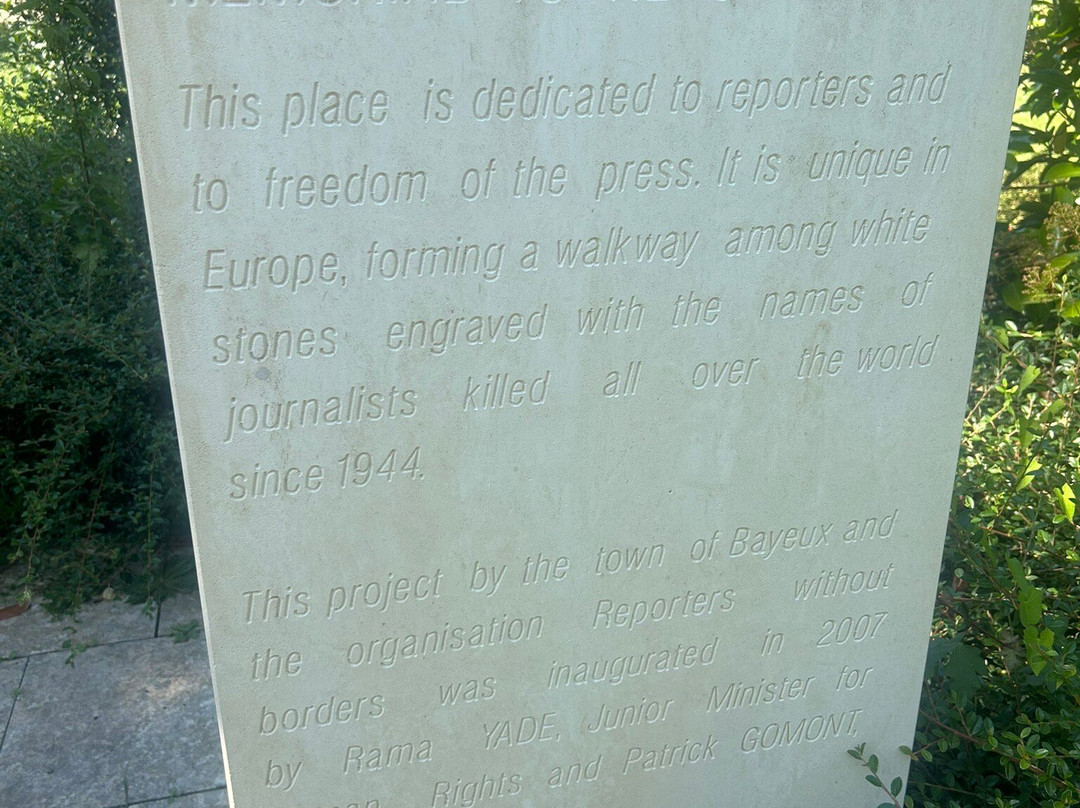 This place is dedicated to reporters and
to freedom of the press. It is unique in
Europe, forming a walkway among white
stones engraved with the names of
journalists killed all over the world
since 1944.
This project by the town of Bayeux and
the organisation Reporters without
borders was inaugurated in 2007
by Rama YADE, Junior Minister for
Rights and Patrick GOMONT,